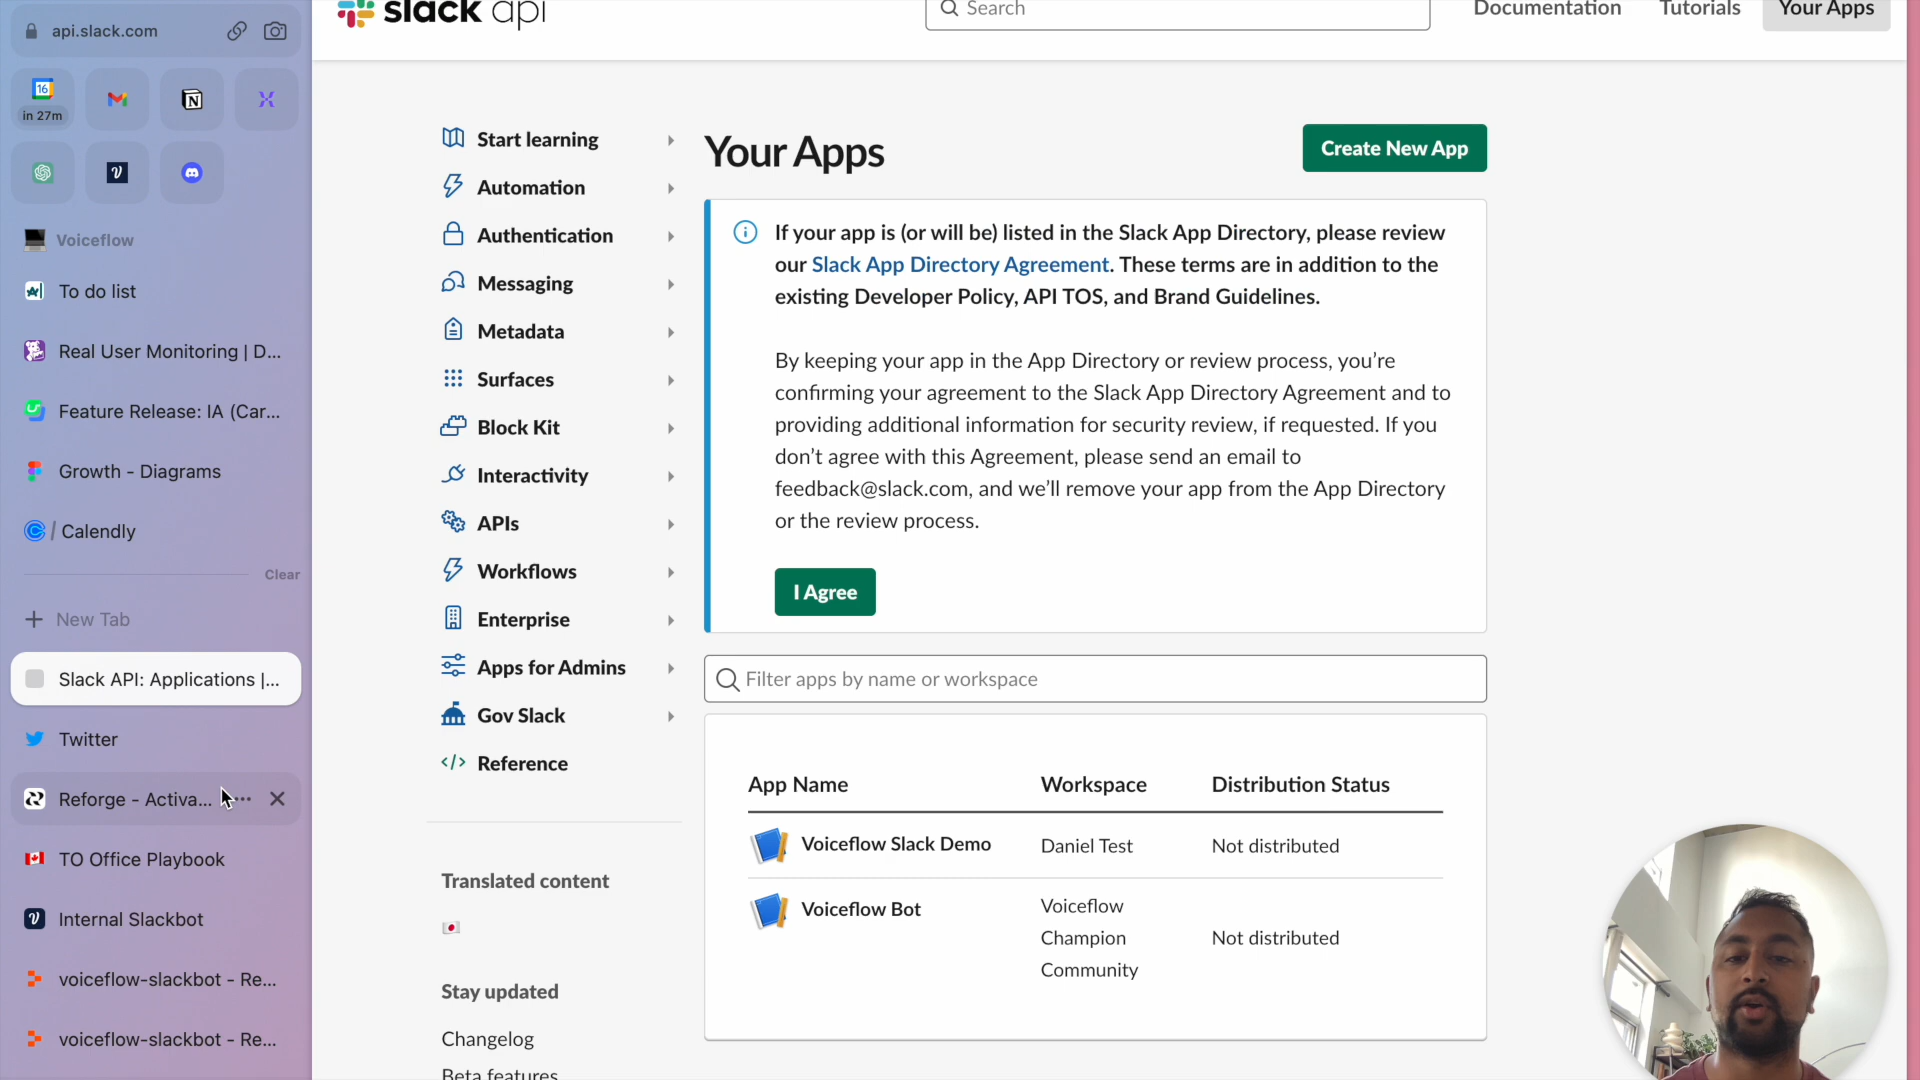 api.slack.com
16
in 27m
Voiceflow
To do list
Real User Monitoring | D...
Feature Release: IA (Car...
Growth - Diagrams
/ Calendly
Clear
New Tab
Slack API: Applications |...
Twitter
Reforge - Activa...
TO Office Playbook
Internal Slackbot
voiceflow-slackbot - Re...
voiceflow-slackbot - Re...
slack api
Search
Documentation
Tutorials
Your Apps
Start learning
Automation
Authentication
Messaging
Metadata
Surfaces
Block Kit
Interactivity
APIs
Workflows
Enterprise
Apps for Admins
Gov Slack
Reference
Translated content
Stay updated
Changelog
Beta features
Your Apps
Create New App
If your app is (or will be) listed in the Slack App Directory, please review
our Slack App Directory Agreement. These terms are in addition to the
existing Developer Policy, API TOS, and Brand Guidelines.
By keeping your app in the App Directory or review process, you’re
confirming your agreement to the Slack App Directory Agreement and to
providing additional information for security review, if requested. If you
don’t agree with this Agreement, please send an email to
feedback@slack.com, and we’ll remove your app from the App Directory
or the review process.
I Agree
Filter apps by name or workspace
App Name Workspace Distribution Status
Voiceflow Slack Demo Daniel Test Not distributed
Voiceflow Bot
Voiceflow
Champion
Community
Not distributed